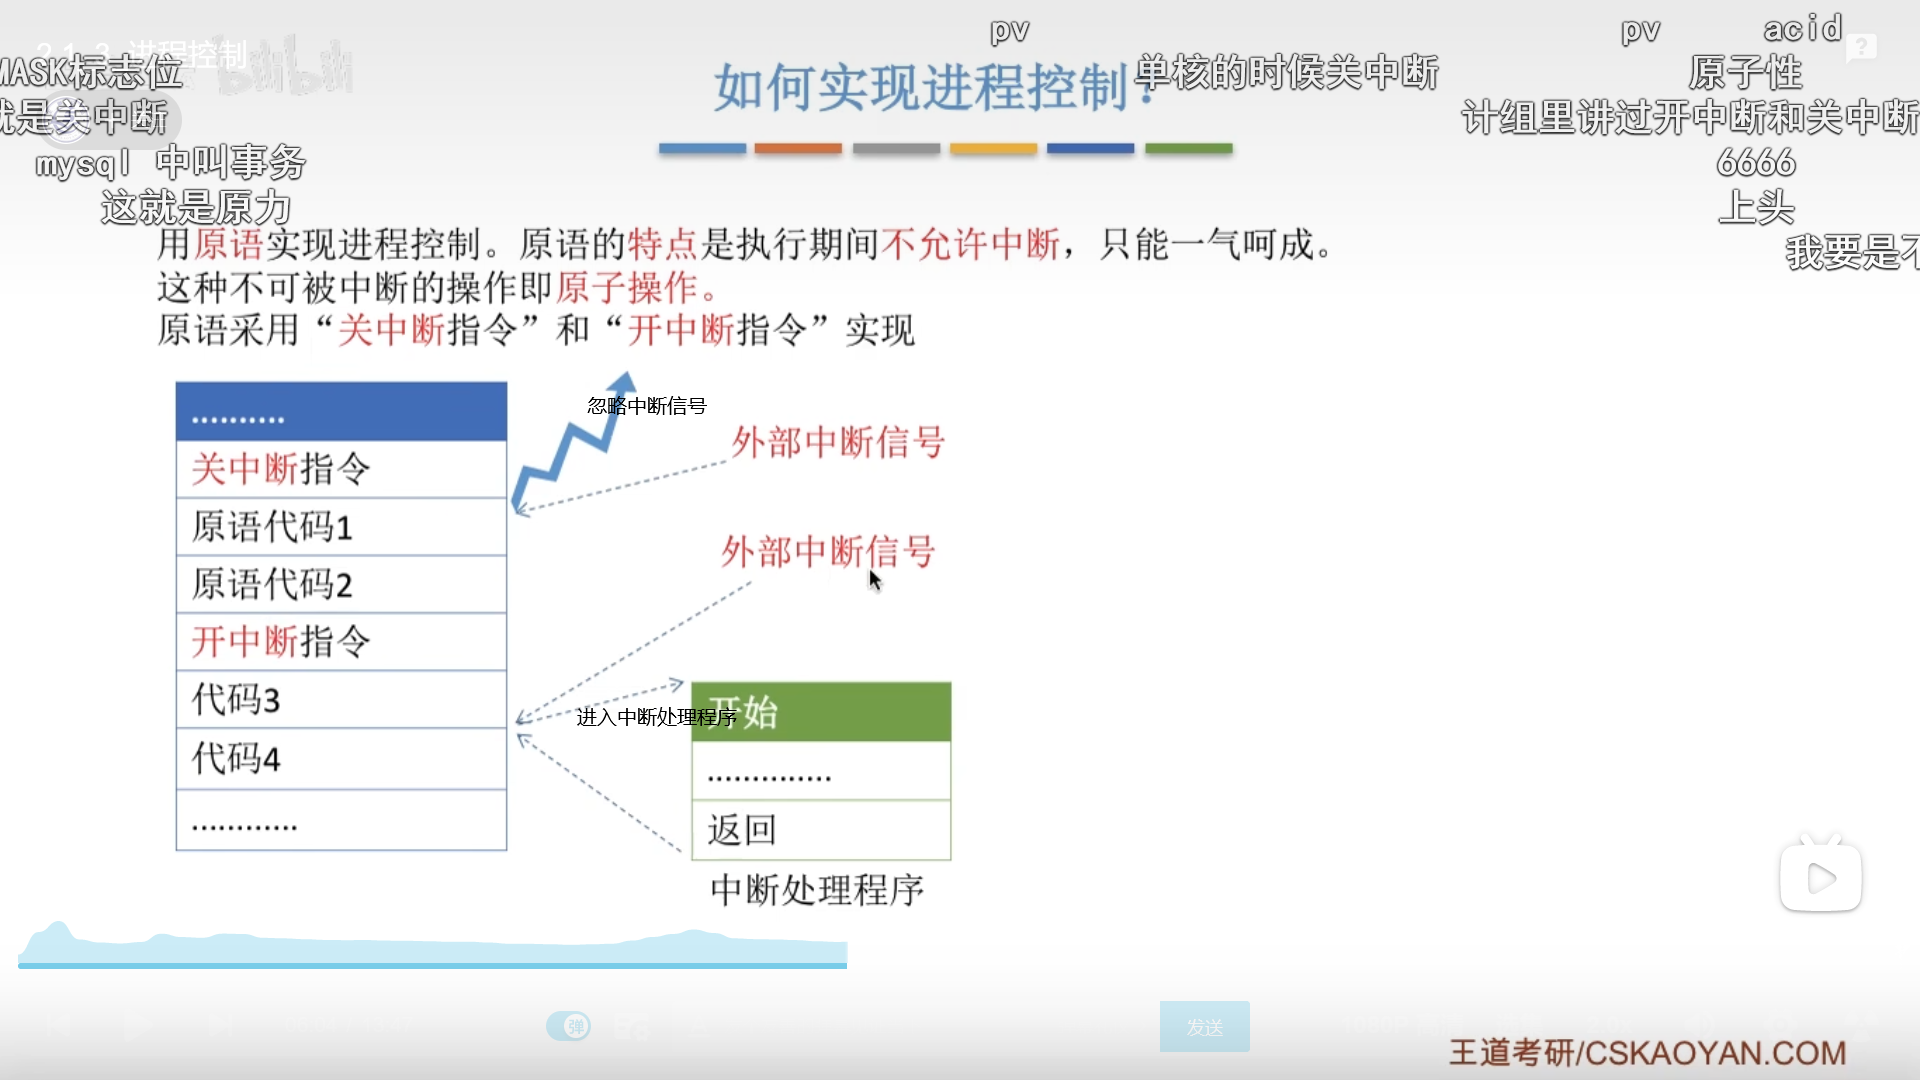 2.1_3_进程控制
pv
pv
acid
MASK标志位
如何实现进程控制?
单核的时候关中断
原子性
就是关中断
计组里讲过开中断和关中断
mysql 中叫事务
6666
这就是原力
上头
我要是不
用原语实现进程控制。原语的特点是执行期间不允许中断，只能一气呵成。
这种不可被中断的操作即原子操作。
原语采用“关中断指令”和“开中断指令”实现
..........
关中断指令
原语代码1
原语代码2
开中断指令
代码3
代码4
............
忽略中断信号
外部中断信号
外部中断信号
进入中断处理程序
开始
..............
返回
中断处理程序
弹
发送
王道考研/CSKAOYAN.COM